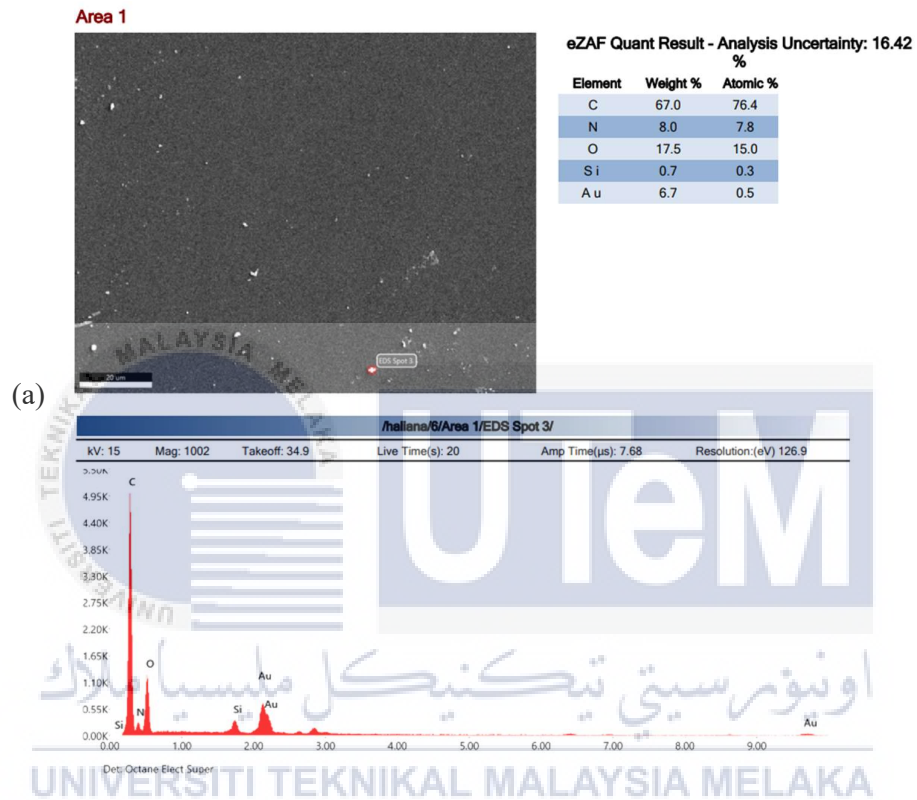 Area 1
eZAF Quant Result - Analysis Uncertainty: 16.42
%
Element Weight % Atomic %
C 67.0 76.4
N 8.0 7.8
O 17.5 15.0
Si 0.7 0.3
Au 6.7 0.5
EDS Spot 3
20 um
(a)
/haliana/6/Area 1/EDS Spot 3/
kV: 15 Mag: 1002 Takeoff: 34.9 Live Time(s): 20 Amp Time(µs): 7.68 Resolution:(eV) 126.9
5.50K
C
4.95K
4.40K
3.85K
3.30K
2.75K
2.20K
1.65K
O
Au
1.10K
0.55K
Si N Si Au
Au
0.00K
0.00 1.00 2.00 3.00 4.00 5.00 6.00 7.00 8.00 9.00
Det: Octane Elect Super
UNIVERSITI TEKNIKAL MALAYSIA MELAKA
UTeM
اونيۏرسيتي تيكنيكل مليسيا ملاك
UNIVERSITI TEKNIKAL MALAYSIA MELAKA